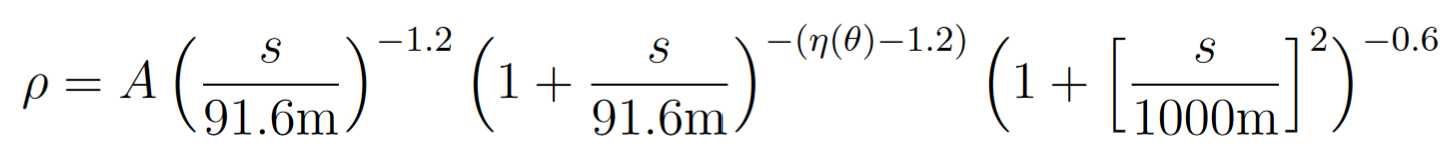 ρ = A (s/91.6m)^{−1.2} (1 + s/91.6m)^{−(η(θ)−1.2)} (1 + [s/1000m]^2)^{−0.6}